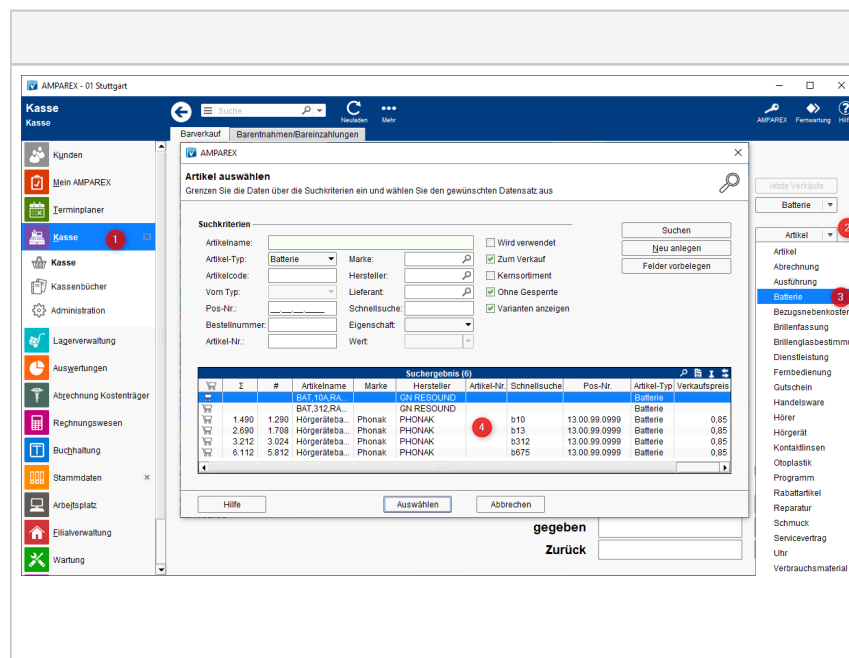 AMPAREX - 01 Stuttgart
Kasse
Kasse
Suche
Neuladen
Mehr
AMPAREX
Fernwartung
Barverkauf
Barentnahmen/Bareinzahlungen
Kunden
Mein AMPAREX
Terminplaner
Kasse
1
Kasse
Kassenbücher
Administration
Lagerverwaltung
Auswertungen
Abrechnung Kostenträger
Rechnungswesen
Buchhaltung
Stammdaten
Arbeitsplatz
Filialverwaltung
Wartung
AMPAREX
Artikel auswählen
Grenzen Sie die Daten über die Suchkriterien ein und wählen Sie den gewünschten Datensatz aus
Suchkriterien
Artikelname:
Wird verwendet
Artikel-Typ: Batterie Marke:
Zum Verkauf
Artikelcode: Hersteller:
Kernsortiment
Vom Typ: Lieferant:
Ohne Gesperrte
Pos-Nr.: __.__.__.____ Schnellsuche:
Varianten anzeigen
Bestellnummer: Eigenschaft:
Artikel-Nr.: Wert:
Suchen
Neu anlegen
Felder vorbelegen
Suchergebnis (6)
Σ # Artikelname Marke Hersteller Artikel-Nr. Schnellsuche Pos-Nr. Artikel-Typ Verkaufspreis
BAT,10A,RA... GN RESOUND Batterie
BAT,312,RA... GN RESOUND Batterie
1.490 1.290 Hörgeräteba... Phonak PHONAK b10 13.00.99.0999 Batterie 0,85
2.690 1.708 Hörgeräteba... Phonak PHONAK b13 13.00.99.0999 Batterie 0,85
3.212 3.024 Hörgeräteba... Phonak PHONAK b312 13.00.99.0999 Batterie 0,85
6.112 5.812 Hörgeräteba... Phonak PHONAK b675 13.00.99.0999 Batterie 0,85
4
Hilfe
Auswählen
Abbrechen
gegeben
Zurück
letzte Verkäufe
Batterie
Artikel
2
Artikel
Abrechnung
Ausführung
Batterie
3
Bezugsnebenkosten
Brillenfassung
Brillenglasbestimmu
Dienstleistung
Fernbedienung
Gutschein
Handelsware
Hörer
Hörgerät
Kontaktlinsen
Otoplastik
Programm
Rabattartikel
Reparatur
Schmuck
Servicevertrag
Uhr
Verbrauchsmaterial